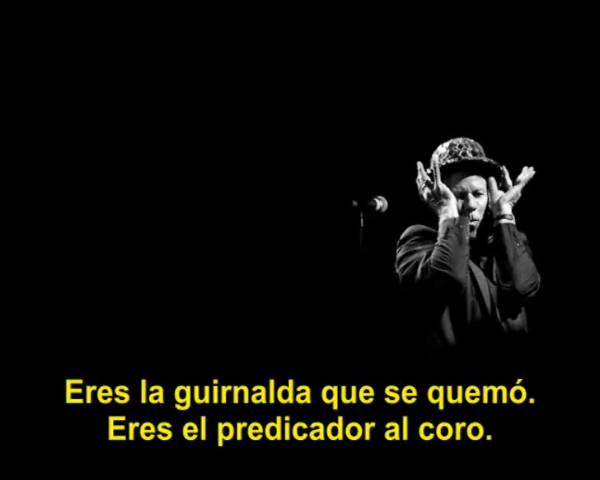 Eres la guirnalda que se quemó.
Eres el predicador al coro.